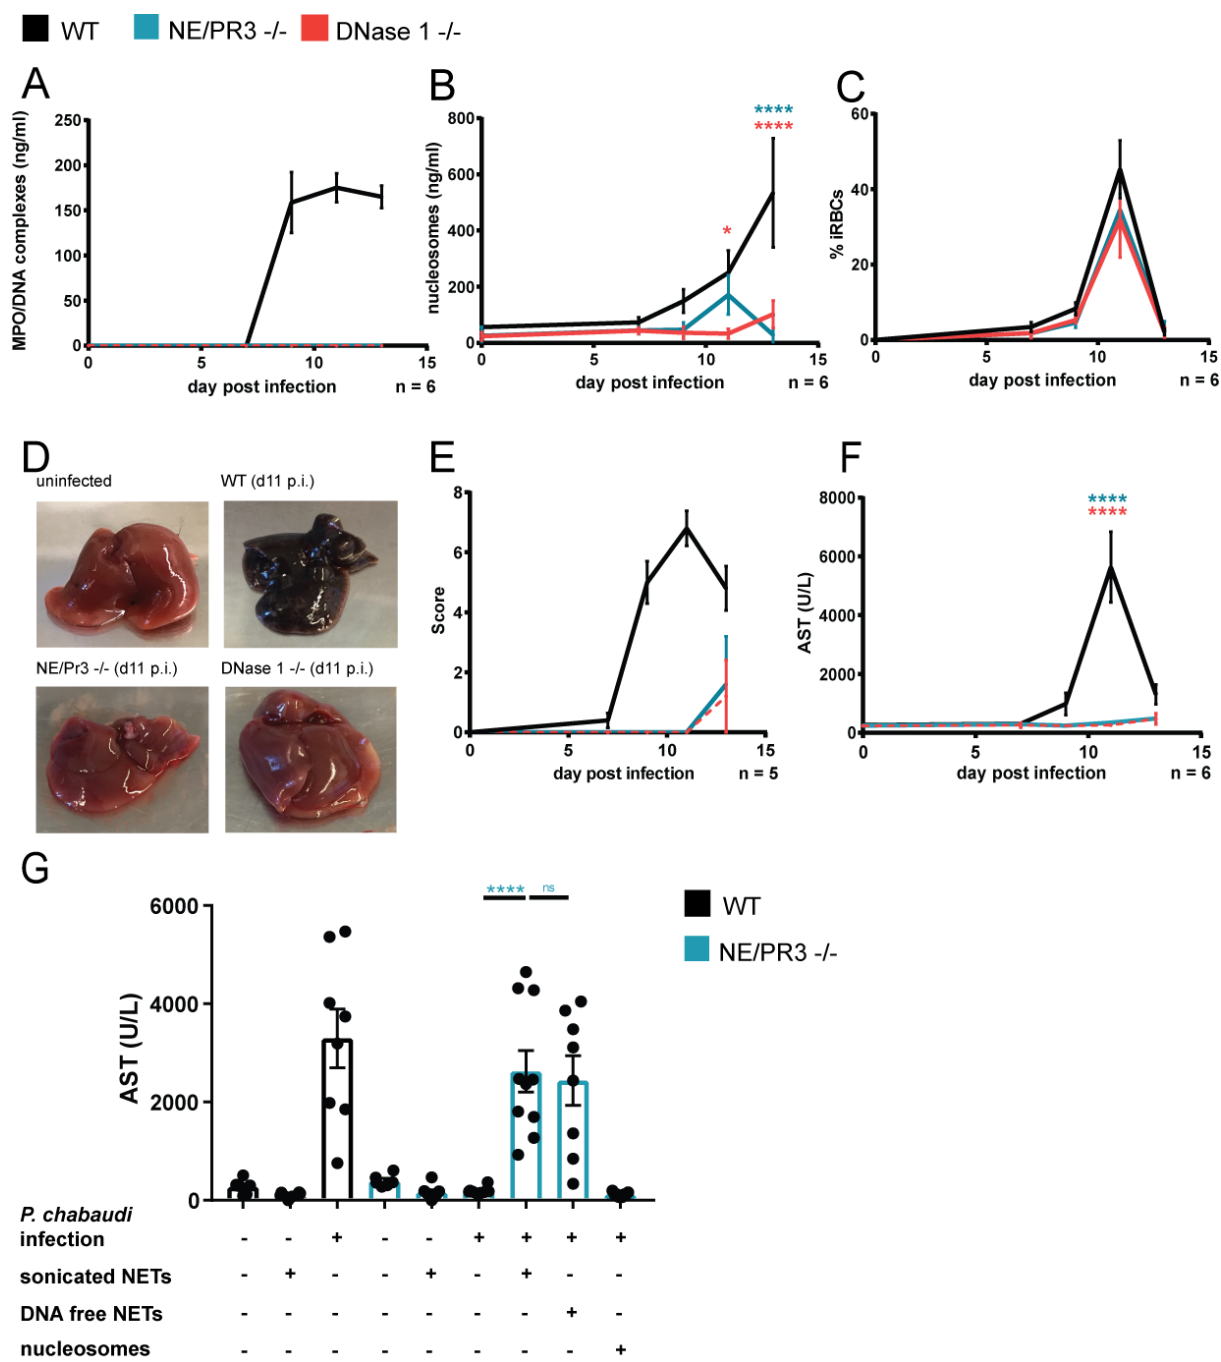 WT NE/PR3 -/- DNase 1 -/-
A
MPO/DNA complexes (ng/ml)
250
200
150
100
50
0
0 5 10 15
day post infection n = 6
B
nucleosomes (ng/ml)
800
600
400
200
0
0 5 10 15
****
****
*
day post infection n = 6
C
% iRBCs
60
40
20
0
0 5 10 15
day post infection n = 6
D
uninfected WT (d11 p.i.)
NE/Pr3 -/- (d11 p.i.) DNase 1 -/- (d11 p.i.)
E
Score
8
6
4
2
0
0 5 10 15
day post infection n = 5
F
AST (U/L)
8000
6000
4000
2000
0
0 5 10 15
****
****
day post infection n = 6
G
AST (U/L)
6000
4000
2000
0
**** ns
WT
NE/PR3 -/-
P. chabaudi
infection - - + - - + + + +
sonicated NETs - + - - + - + - -
DNA free NETs - - - - - - - + -
nucleosomes - - - - - - - - +